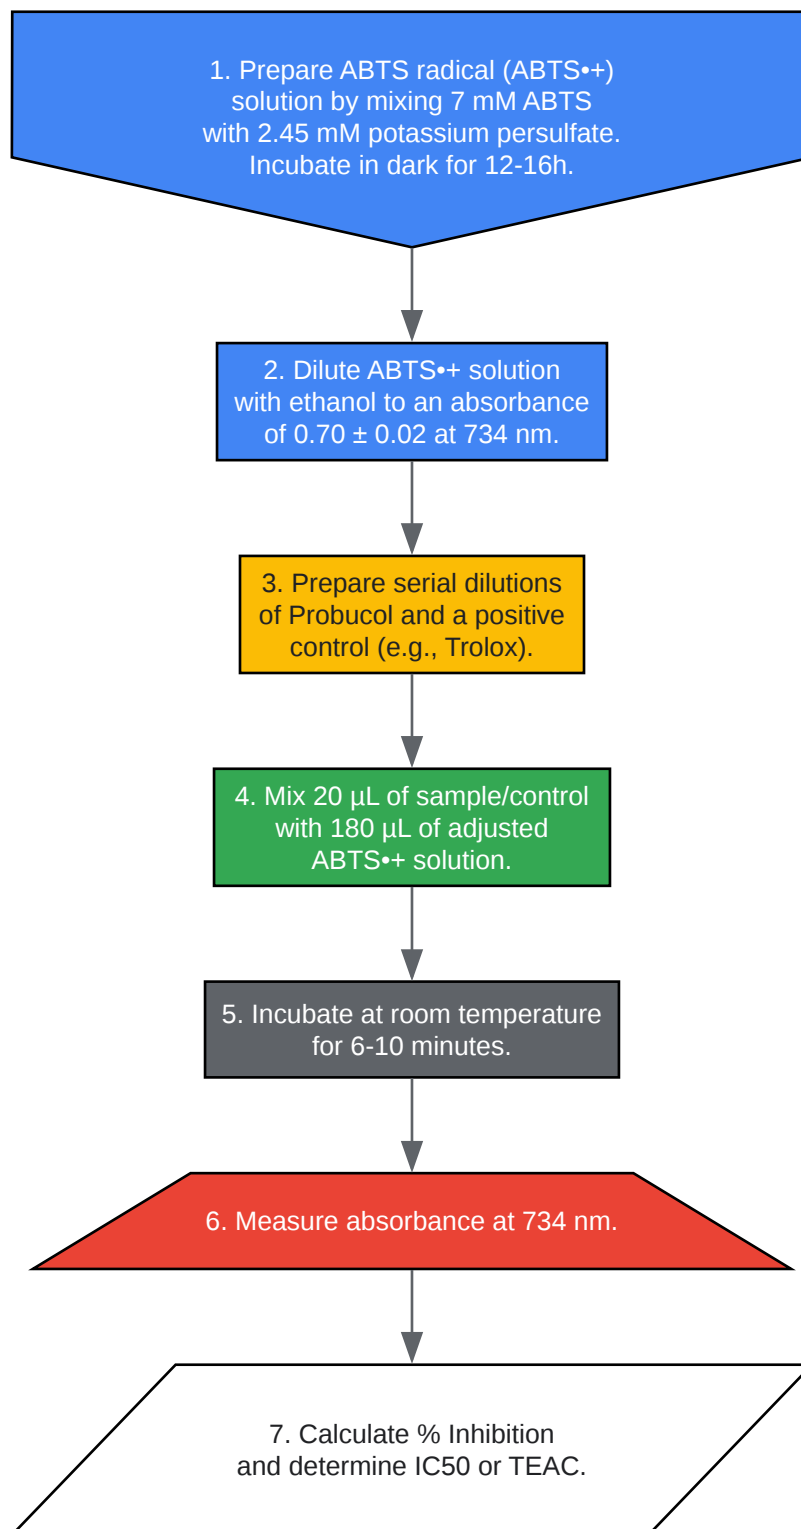 1. Prepare ABTS radical (ABTS•+)
solution by mixing 7 mM ABTS
with 2.45 mM potassium persulfate.
Incubate in dark for 12-16h.
2. Dilute ABTS•+ solution
with ethanol to an absorbance
of 0.70 ± 0.02 at 734 nm.
3. Prepare serial dilutions
of Probucol and a positive
control (e.g., Trolox).
4. Mix 20 µL of sample/control
with 180 µL of adjusted
ABTS•+ solution.
5. Incubate at room temperature
for 6-10 minutes.
6. Measure absorbance at 734 nm.
7. Calculate % Inhibition
and determine IC50 or TEAC.